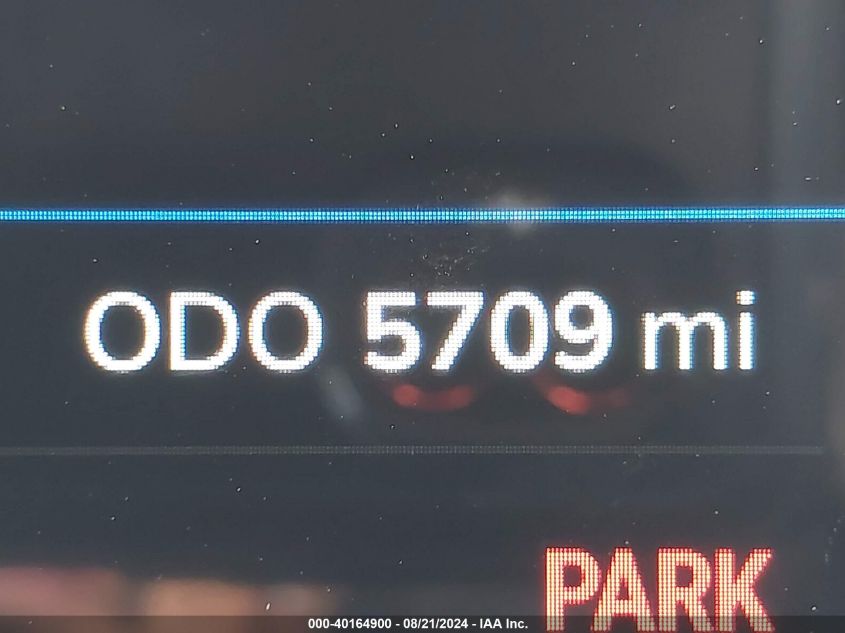 ODO 5709 mi
PARK
000-40164900 - 08/21/2024 - IAA Inc.